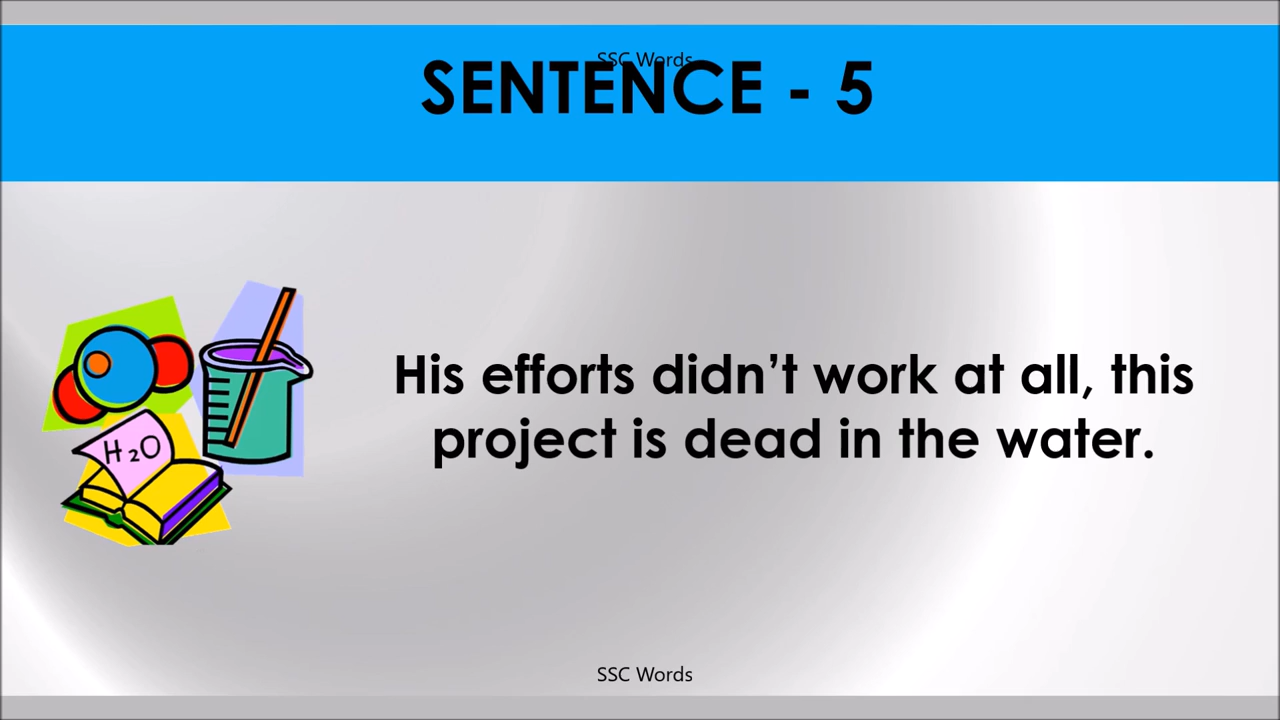 SSC Words
SENTENCE - 5
H₂O
His efforts didn’t work at all, this
project is dead in the water.
SSC Words